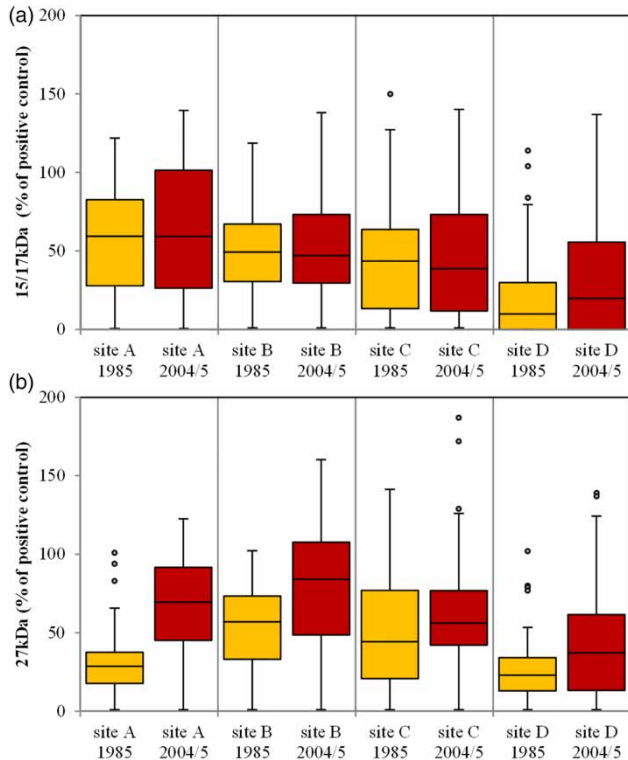 (a)
200
150
100
50
0
15/17kDa (% of positive control)
site A site A site B site B site C site C site D site D
1985 2004/5 1985 2004/5 1985 2004/5 1985 2004/5
(b)
200
150
100
50
0
27kDa (% of positive control)
site A site A site B site B site C site C site D site D
1985 2004/5 1985 2004/5 1985 2004/5 1985 2004/5